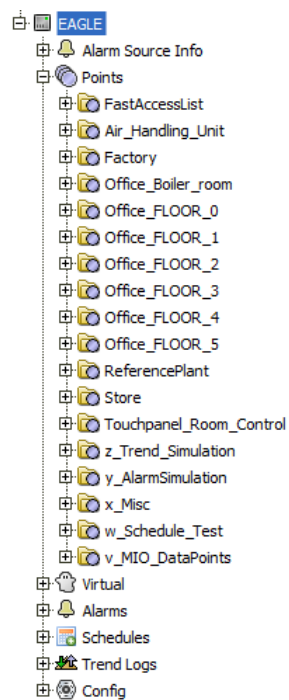 EAGLE
Alarm Source Info
Points
FastAccessList
Air_Handling_Unit
Factory
Office_Boiler_room
Office_FLOOR_0
Office_FLOOR_1
Office_FLOOR_2
Office_FLOOR_3
Office_FLOOR_4
Office_FLOOR_5
ReferencePlant
Store
Touchpanel_Room_Control
z_Trend_Simulation
y_AlarmSimulation
x_Misc
w_Schedule_Test
v_MIO_DataPoints
Virtual
Alarms
Schedules
Trend Logs
Config